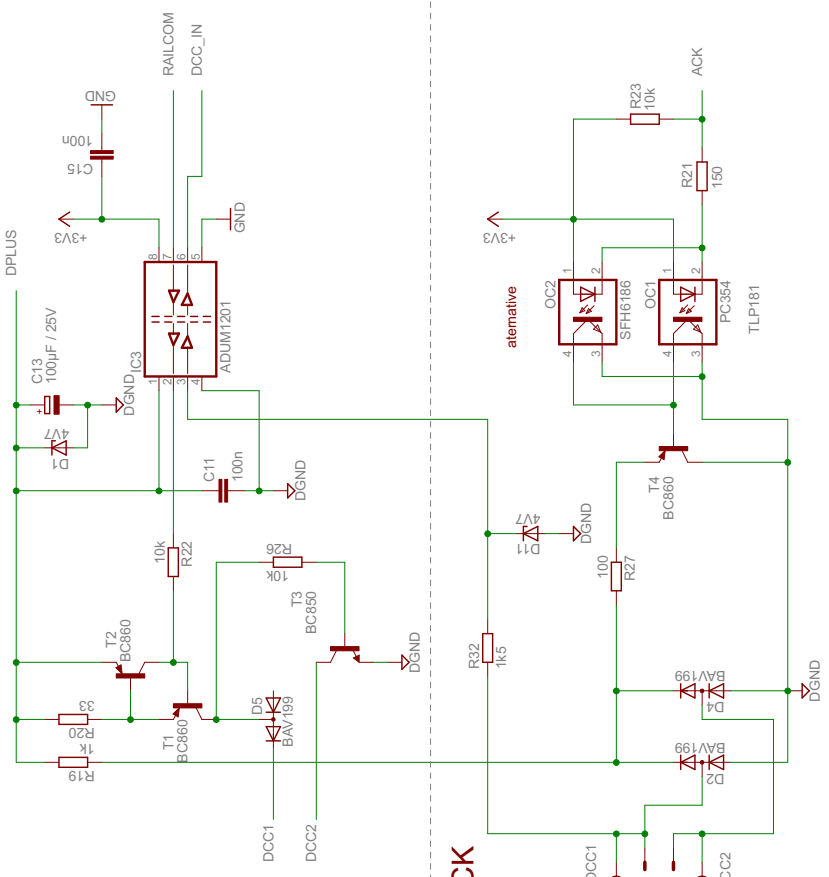 RAILCOM
DCC_IN
GND
100n
C15
+3V3
GND
DPLUS
C13
100µF / 25V
+
4V7
D1
DGND
IC3
8
7
6
5
1
2
3
4
ADUM1201
C11
100n
DGND
10k
R22
R26
10k
T3
BC850
DGND
T2
BC860
33
R20
1k
R19
T1
BC860
D5
BAV199
DCC1
DCC2
ACK
R23
10k
R21
150
+3V3
aternative
OC2
1
2
4
3
SFH6186
OC1
1
2
4
3
PC354
TLP181
T4
BC860
4V7
D11
DGND
100
R27
R32
1k5
BAV199
D4
BAV199
D2
DGND
CK
DCC1
CC2